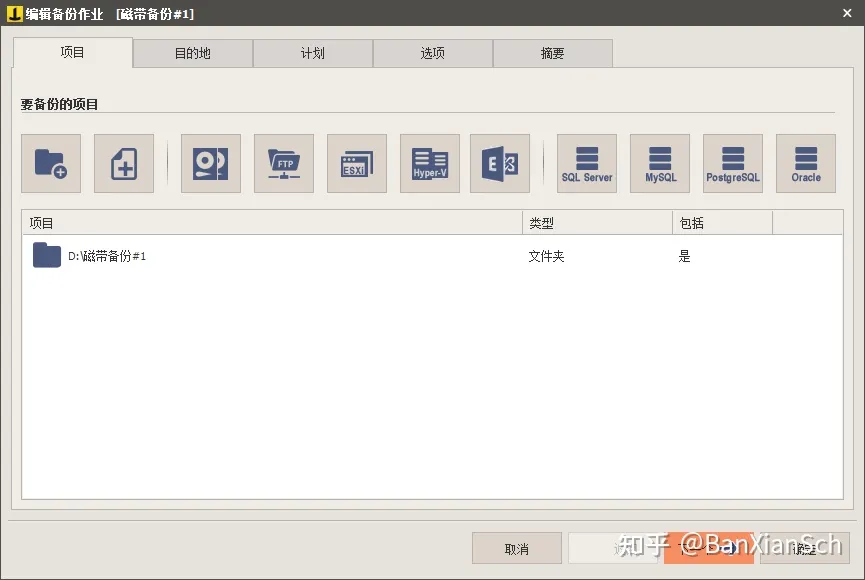 编辑备份作业 [磁带备份#1]
项目 目的地 计划 选项 摘要
要备份的项目
FTP ESXi Hyper-V E SQL Server MySQL PostgreSQL Oracle
项目 类型 包括
D:\磁带备份#1 文件夹 是
取消 确定
知乎 @BanXianSch